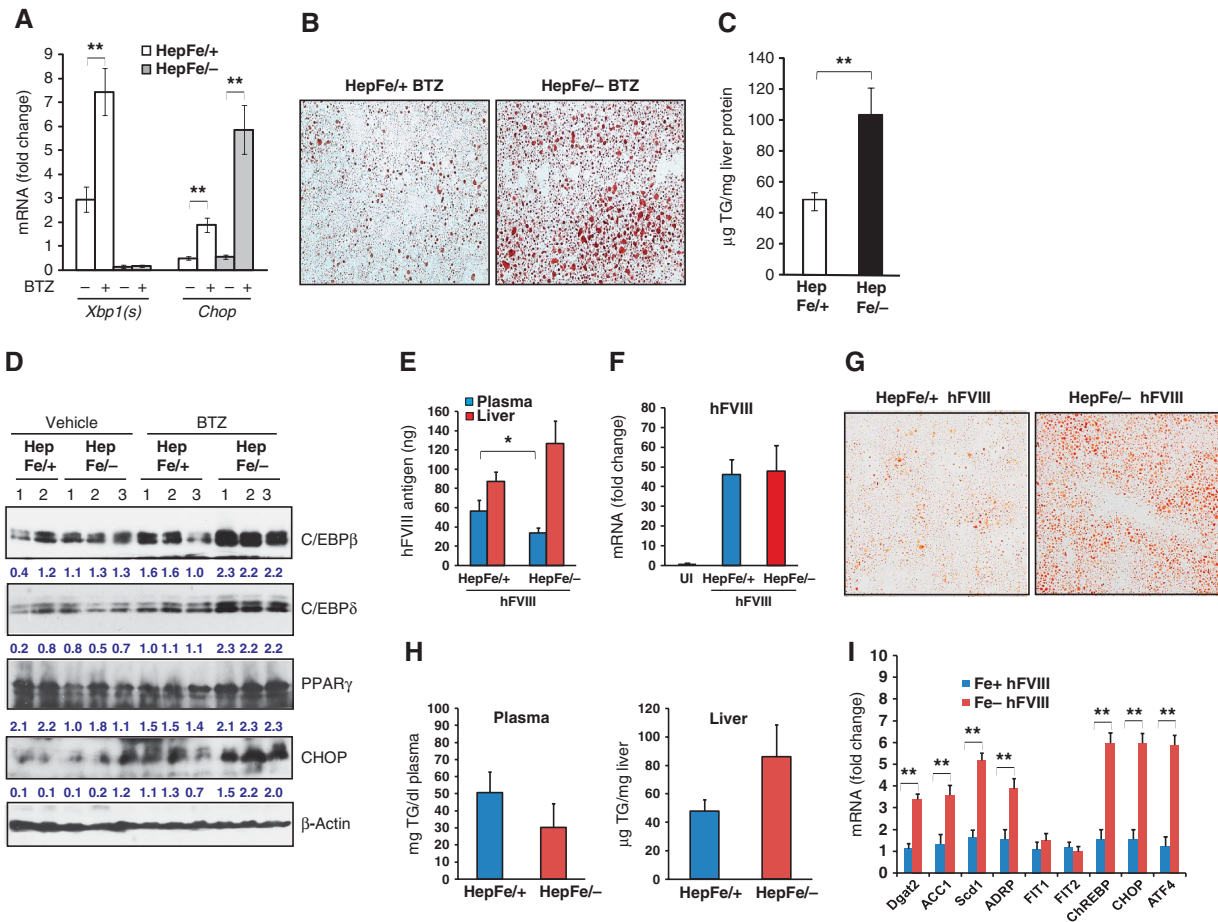 A
mRNA (fold change)
9
8
7
6
5
4
3
2
1
0
HepFe/+
HepFe/–
**
**
**
BTZ – + – + – + – +
Xbp1(s) Chop
B
HepFe/+ BTZ HepFe/– BTZ
C
µg TG/mg liver protein
140
120
100
80
60
40
20
0
**
Hep Hep
Fe/+ Fe/–
D
Vehicle BTZ
Hep Hep Hep Hep
Fe/+ Fe/– Fe/+ Fe/–
1 2 1 2 3 1 2 3 1 2 3
C/EBPβ
0.4 1.2 1.1 1.3 1.3 1.6 1.6 1.0 2.3 2.2 2.2
C/EBPδ
0.2 0.8 0.8 0.5 0.7 1.0 1.1 1.1 2.3 2.2 2.2
PPARγ
2.1 2.2 1.0 1.8 1.1 1.5 1.5 1.4 2.1 2.3 2.3
CHOP
0.1 0.1 0.1 0.2 1.2 1.1 1.3 0.7 1.5 2.2 2.0
β-Actin
E
hFVIII antigen (ng)
Plasma
Liver
160
140
120
100
80
60
40
20
0
*
HepFe/+ HepFe/–
hFVIII
F
mRNA (fold change)
hFVIII
80
70
60
50
40
30
20
10
0
UI HepFe/+ HepFe/–
hFVIII
G
HepFe/+ hFVIII HepFe/– hFVIII
H
mg TG/dl plasma
Plasma
100
90
80
70
60
50
40
30
20
10
0
HepFe/+ HepFe/–
µg TG/mg liver
Liver
120
100
80
60
40
20
0
HepFe/+ HepFe/–
I
mRNA (fold change)
10
9
8
7
6
5
4
3
2
1
0
Fe+ hFVIII
Fe– hFVIII
** ** ** ** ** ** **
Dgat2 ACC1 Scd1 ADRP FIT1 FIT2 ChREBP CHOP ATF4